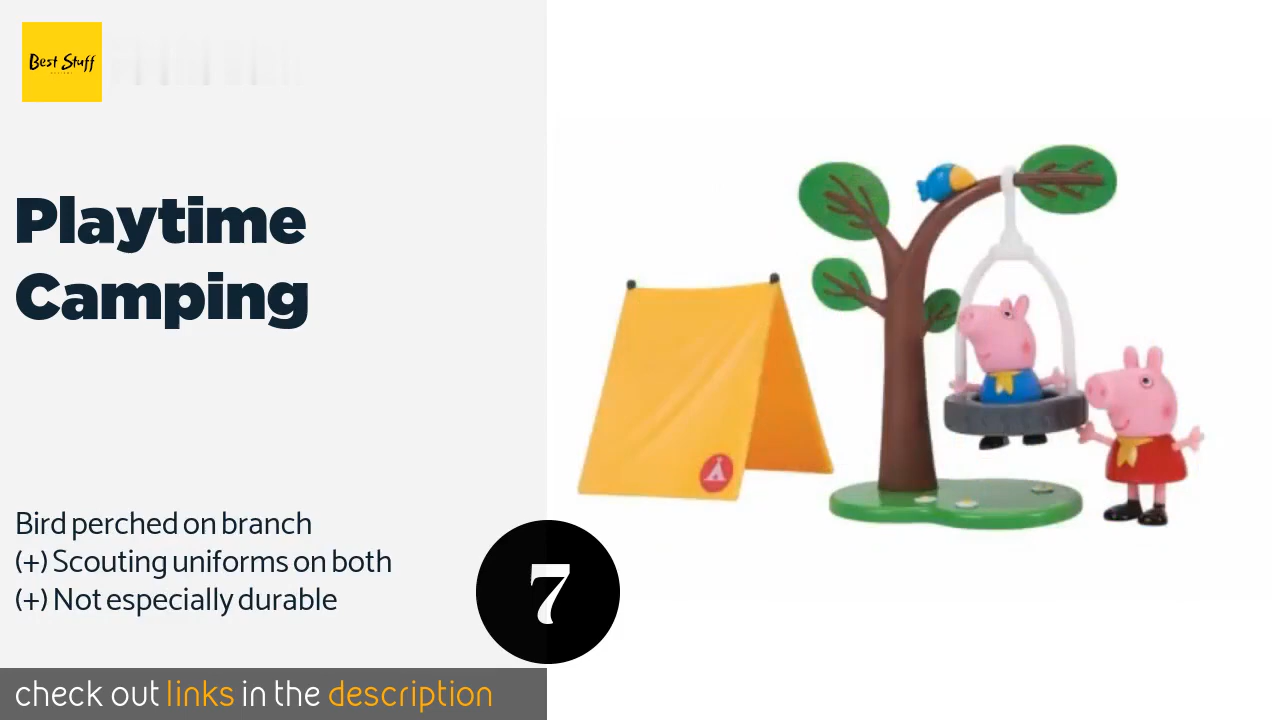 Best Stuff
Playtime
Camping
Bird perched on branch
(+) Scouting uniforms on both
(+) Not especially durable
7
check out links in the description